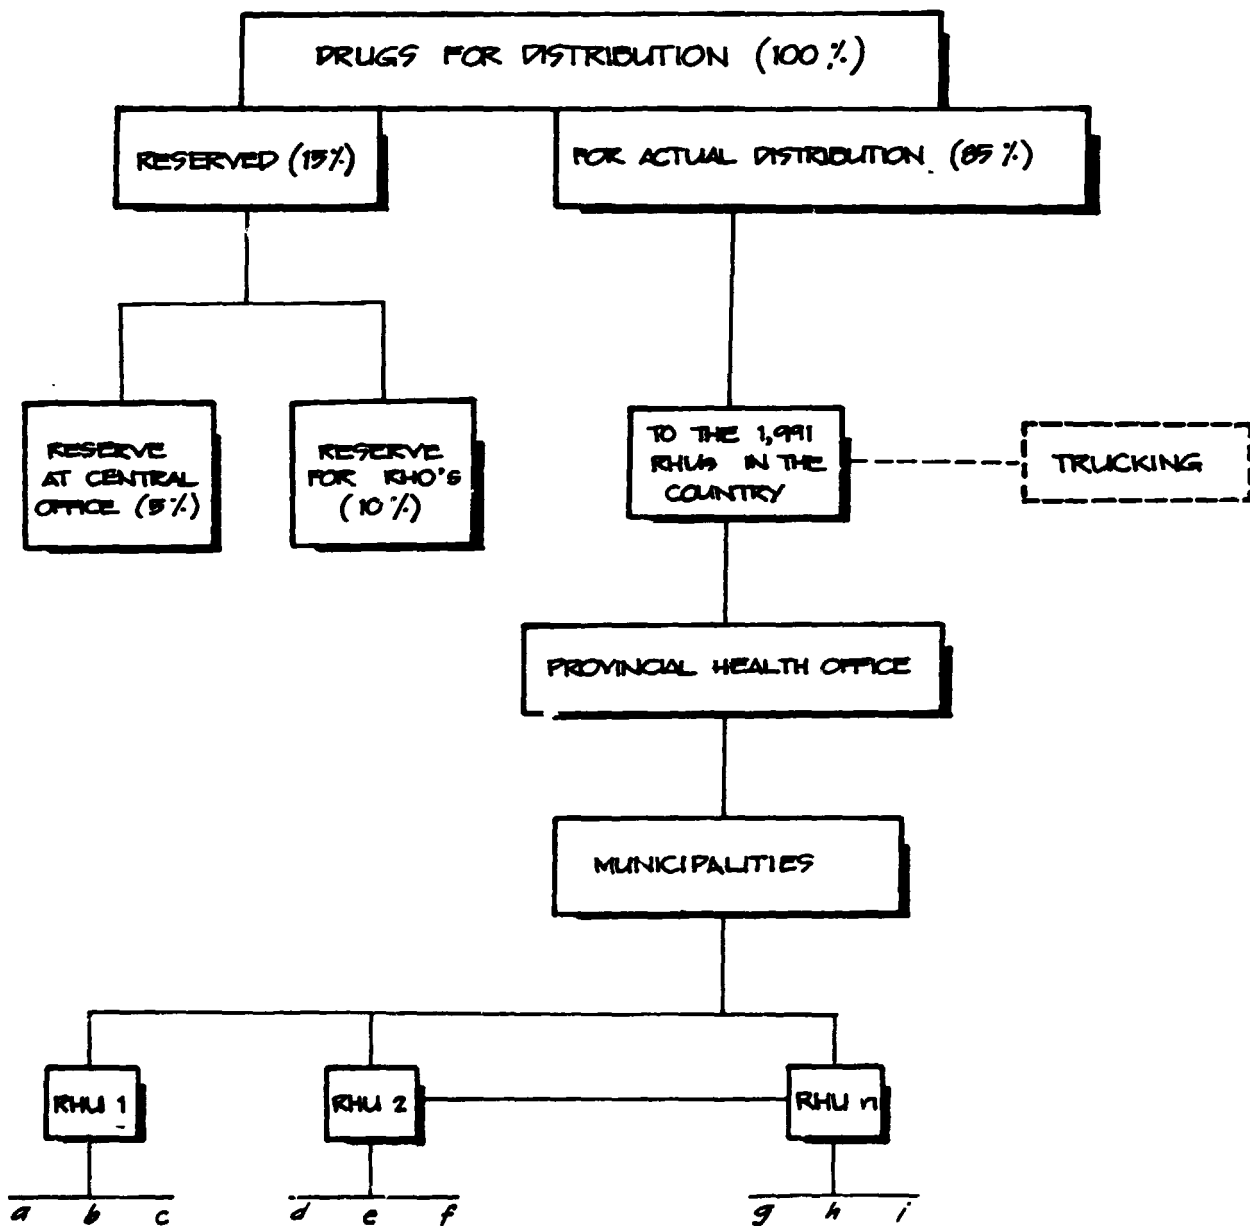 DRUGS FOR DISTRIBUTION (100%)
RESERVED (15%)
FOR ACTUAL DISTRIBUTION (85%)
RESERVE
AT CENTRAL
OFFICE (5%)
RESERVE
FOR RHO'S
(10%)
TO THE 1,991
RHUs IN THE
COUNTRY
TRUCKING
PROVINCIAL HEALTH OFFICE
MUNICIPALITIES
RHU 1
RHU 2
RHU n
a b c
d e f
g h i